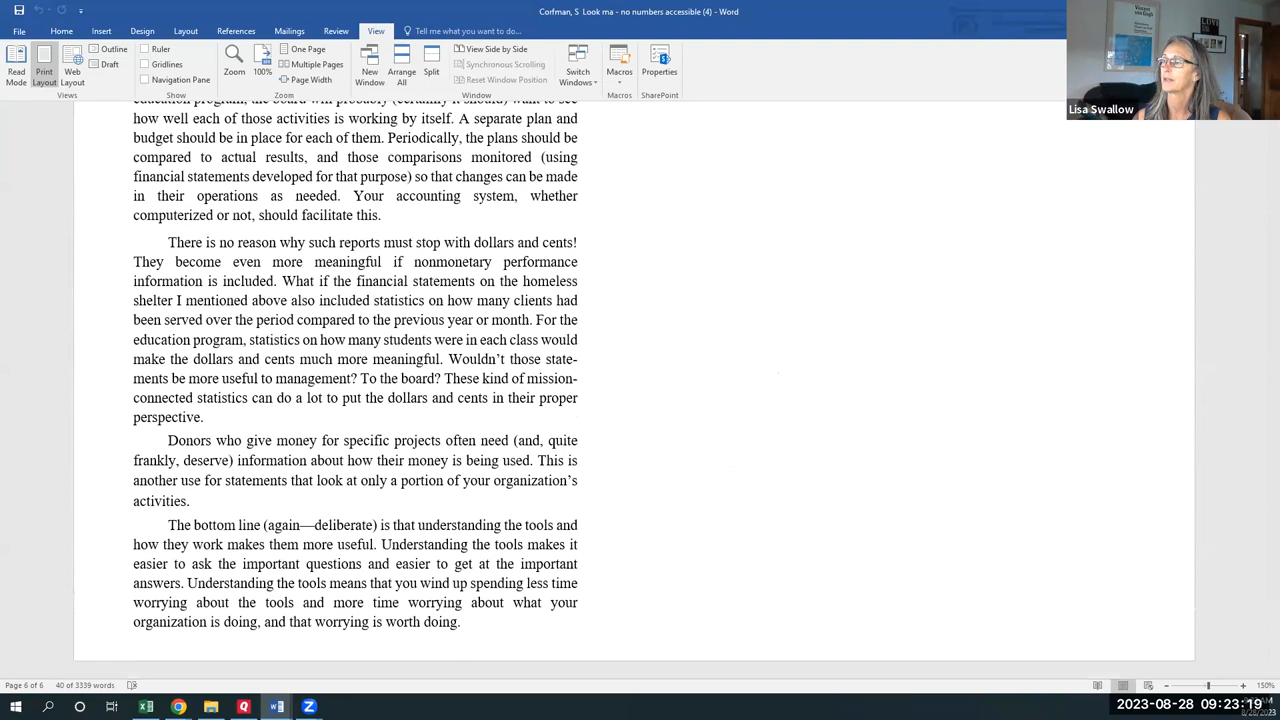 Corfman, S Look ma - no numbers accessible (4) - Word
File Home Insert Design Layout References Mailings Review View Tell me what you want to do...
Read Mode
Print Layout
Web Layout
Outline
Draft
Views
Ruler
Gridlines
Navigation Pane
Show
Zoom
100%
One Page
Multiple Pages
Page Width
Zoom
New Window
Arrange All
Split
View Side by Side
Synchronous Scrolling
Reset Window Position
Window
Switch Windows
Macros
Macros
Properties
SharePoint
Lisa Swallow
education program, the board will probably (certainly it should) want to see
how well each of those activities is working by itself. A separate plan and
budget should be in place for each of them. Periodically, the plans should be
compared to actual results, and those comparisons monitored (using
financial statements developed for that purpose) so that changes can be made
in their operations as needed. Your accounting system, whether
computerized or not, should facilitate this.
There is no reason why such reports must stop with dollars and cents!
They become even more meaningful if nonmonetary performance
information is included. What if the financial statements on the homeless
shelter I mentioned above also included statistics on how many clients had
been served over the period compared to the previous year or month. For the
education program, statistics on how many students were in each class would
make the dollars and cents much more meaningful. Wouldn't those state-
ments be more useful to management? To the board? These kind of mission-
connected statistics can do a lot to put the dollars and cents in their proper
perspective.
Donors who give money for specific projects often need (and, quite
frankly, deserve) information about how their money is being used. This is
another use for statements that look at only a portion of your organization's
activities.
The bottom line (again—deliberate) is that understanding the tools and
how they work makes them more useful. Understanding the tools makes it
easier to ask the important questions and easier to get at the important
answers. Understanding the tools means that you wind up spending less time
worrying about the tools and more time worrying about what your
organization is doing, and that worrying is worth doing.
Page 6 of 6 40 of 3339 words
150%
2023-08-28 09:23:19